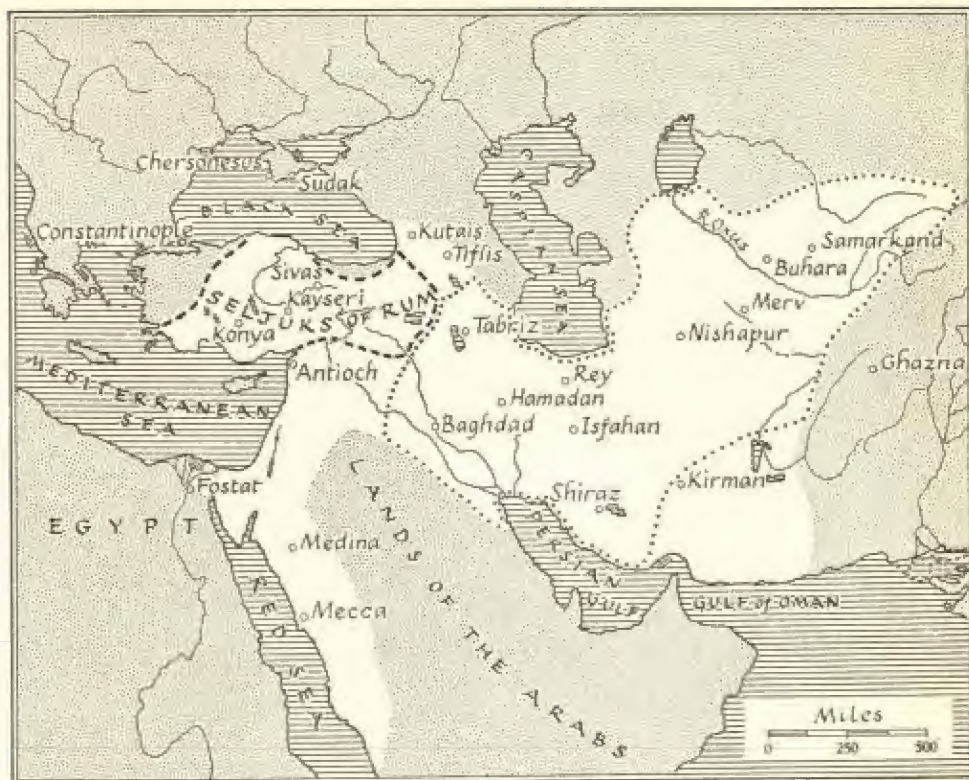 Chersonesus
Sudak
BLACK SEA
Constantinople
CASPIAN SEA
Kutais
Tiflis
ROxus
Samarkand
Buhara
Sivas
Kayseri
SELJUKS OF RUM
Konya
Tabriz
Merv
Nishapur
Antioch
Rey
Ghazna
MEDITERRANEAN
SEA
Hamadan
Baghdad
Isfahan
Fostat
Shiraz
Kirman
EGYPT
LANDS OF THE ARABS
Medina
PERSIAN
GULF
GULF of OMAN
Mecca
RED SEA
Miles
0 250 500